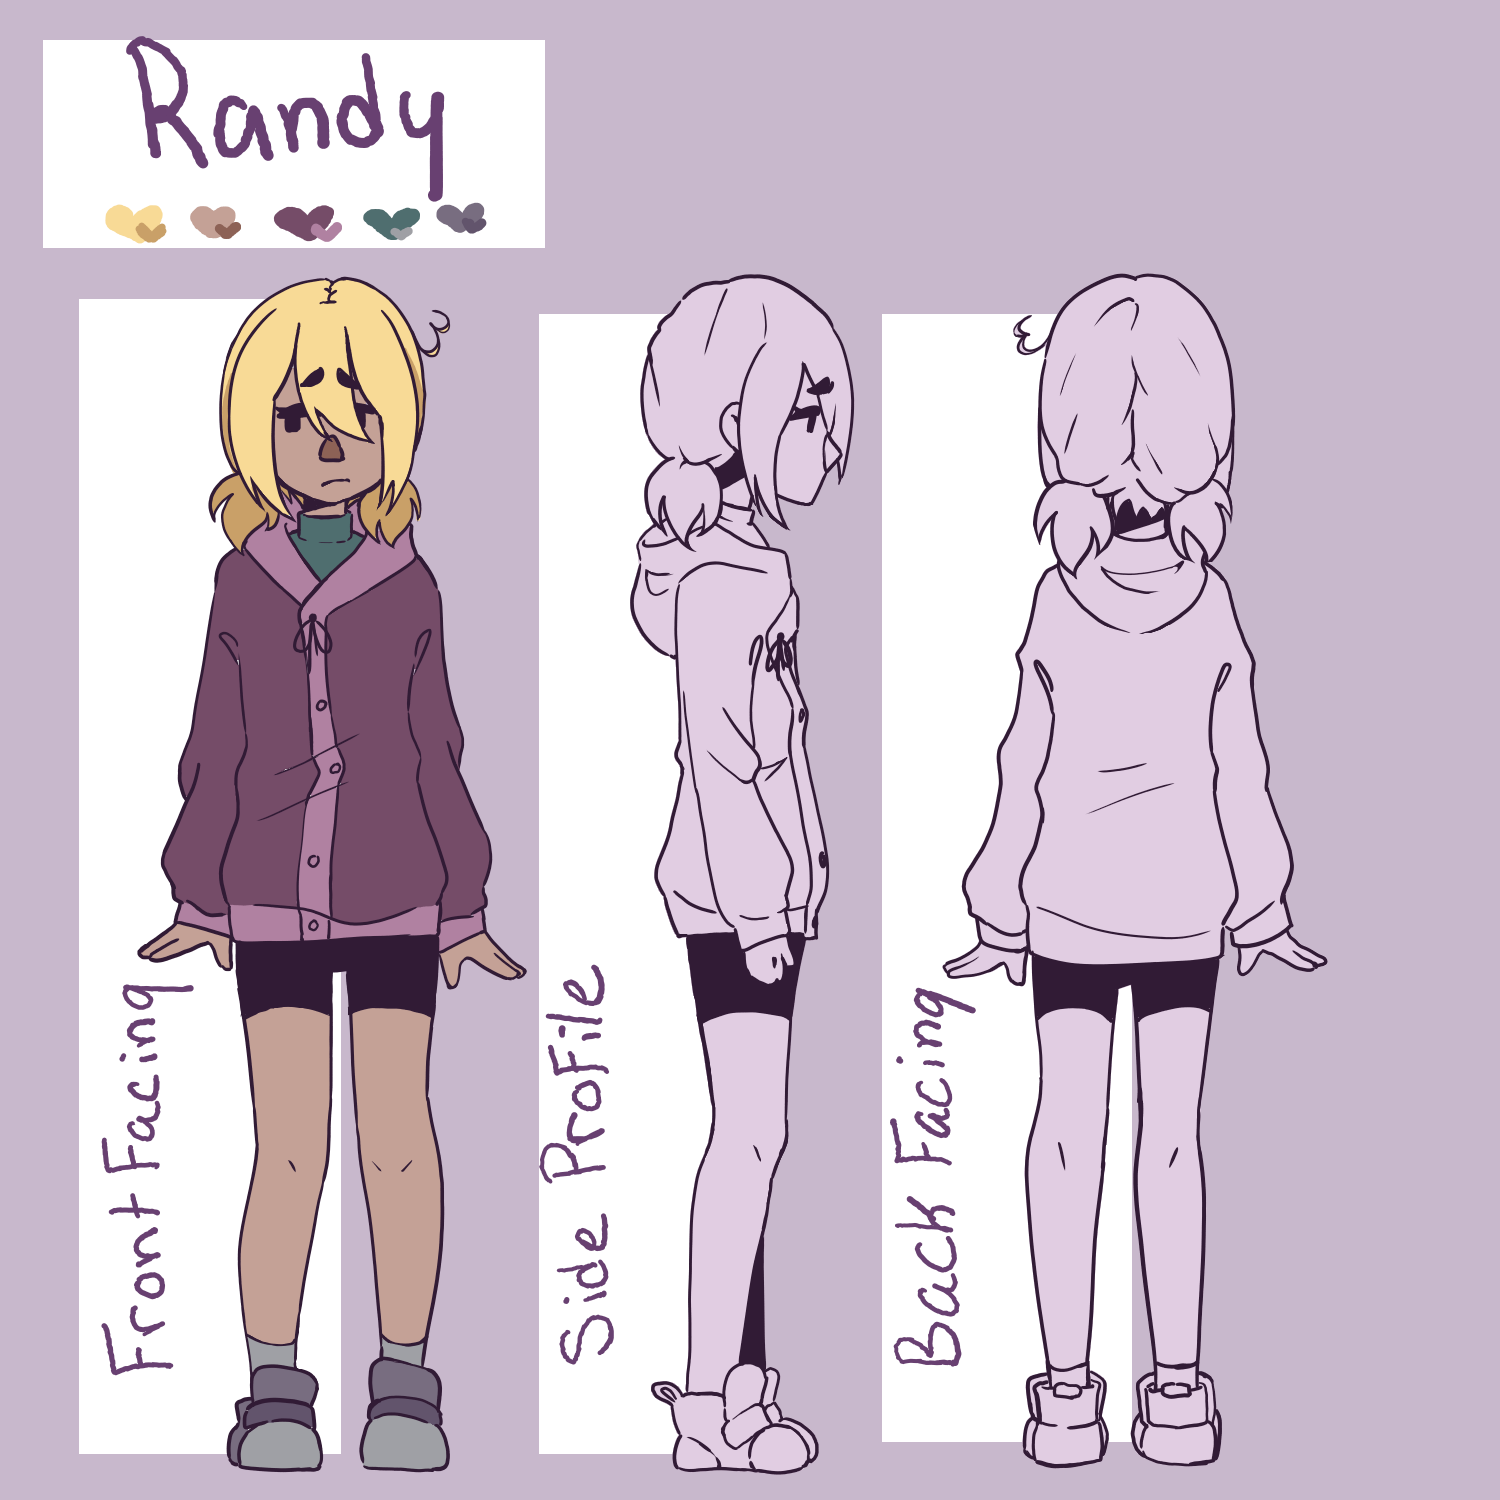 Randy
Front Facing
Side Profile
Back Facing